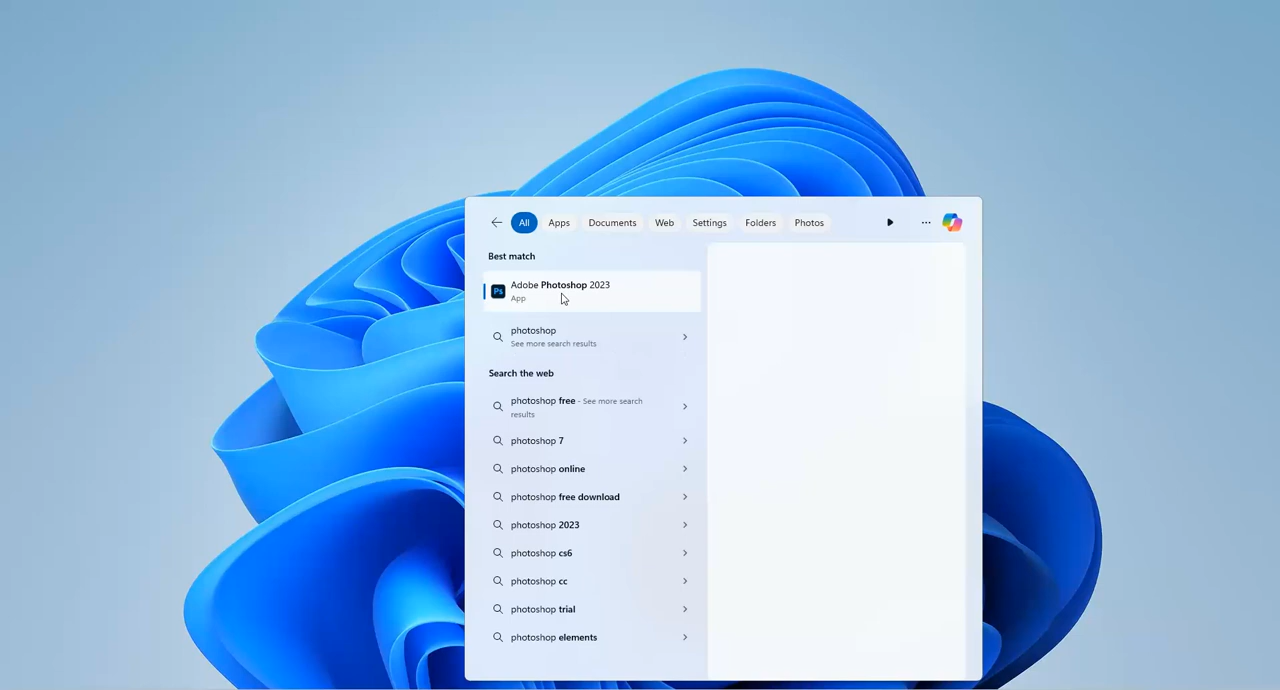 All Apps Documents Web Settings Folders Photos ...
Best match
Ps Adobe Photoshop 2023
App
photoshop
See more search results
Search the web
photoshop free - See more search
results
photoshop 7
photoshop online
photoshop free download
photoshop 2023
photoshop cs6
photoshop cc
photoshop trial
photoshop elements